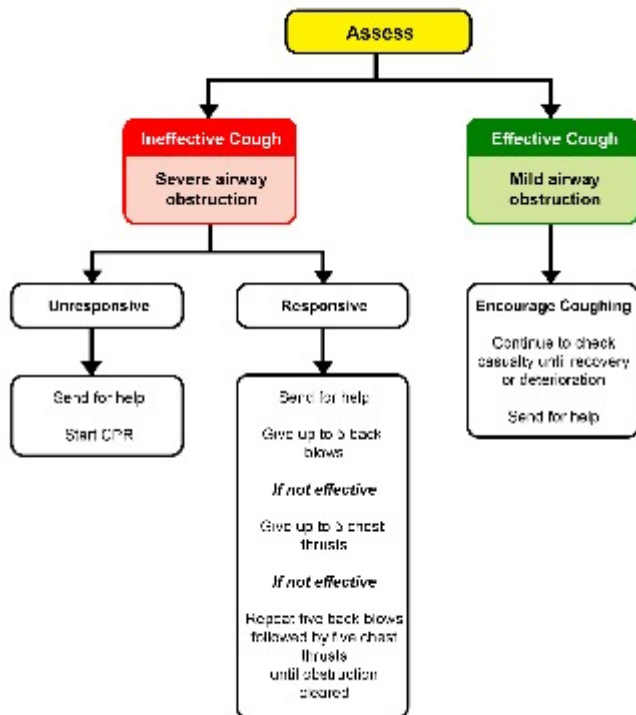 Assess
Ineffective Cough
Severe airway
obstruction
Effective Cough
Mild airway
obstruction
Unresponsive
Responsive
Encourage Coughing
Continue to check
casualty until recovery
or deterioration
Send for help
Send for help
Start CPR
Send for help
Give up to 5 back
blows
If not effective
Give up to 5 chest
thrusts
If not effective
Repeat five back blows
followed by five chest
thrusts
until obstruction
cleared